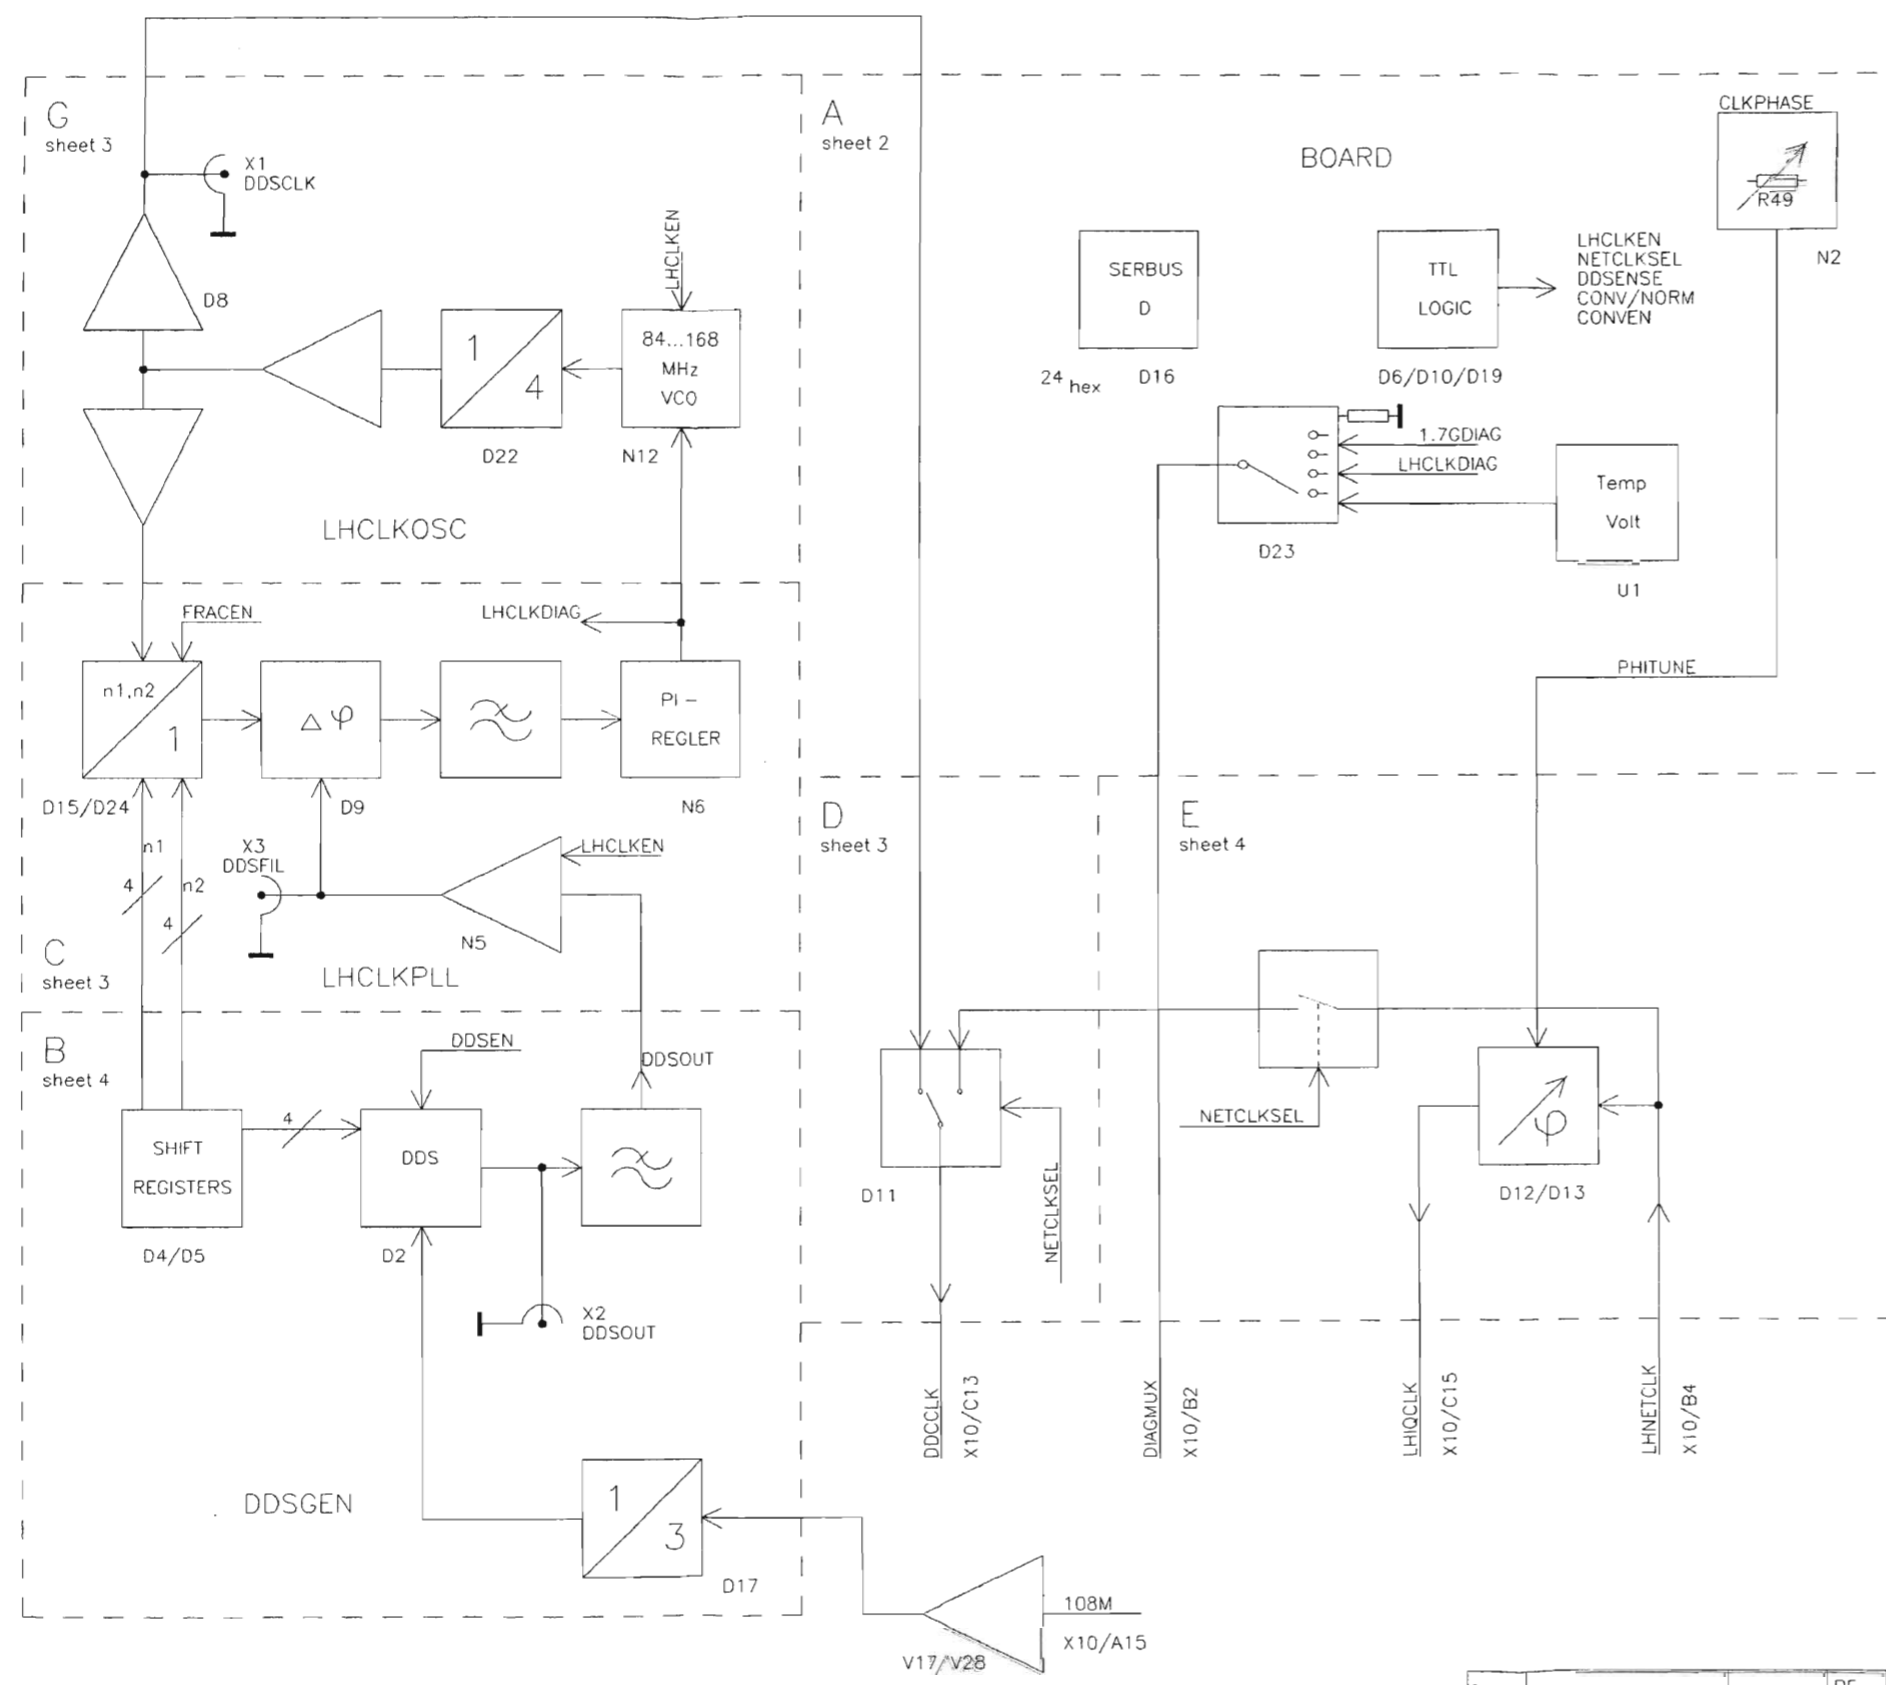 G
sheet 3
X1
DDSCLK
D8
LHCLKEN
1
4
D22
84...168
MHz
VCO
N12
LHCLKOSC
A
sheet 2
BOARD
CLKPHASE
R49
N2
SERBUS
D
24 hex
D16
TTL
LOGIC
D6/D10/D19
LHCLKEN
NETCLKSEL
DDSENSE
CONV/NORM
CONVEN
1.7GDIAG
LHCLKDIAG
D23
Temp
Volt
U1
PHITUNE
FRACEN
LHCLKDIAG
n1,n2
1
D15/D24
Δ φ
D9
PI -
REGLER
N6
n1
4
n2
4
X3
DDSFIL
LHCLKEN
N5
C
sheet 3
LHCLKPLL
D
sheet 3
E
sheet 4
B
sheet 4
DDSEN
DDSOUT
SHIFT
REGISTERS
D4/D5
4
DDS
D2
X2
DDSOUT
D11
NETCLKSEL
NETCLKSEL
φ
D12/D13
DDCCLK
X10/C13
DIAGMUX
X10/B2
LHIQCLK
X10/C15
LHNETCLK
X10/B4
DDSGEN
1
3
D17
108M
X10/A15
V17/V28